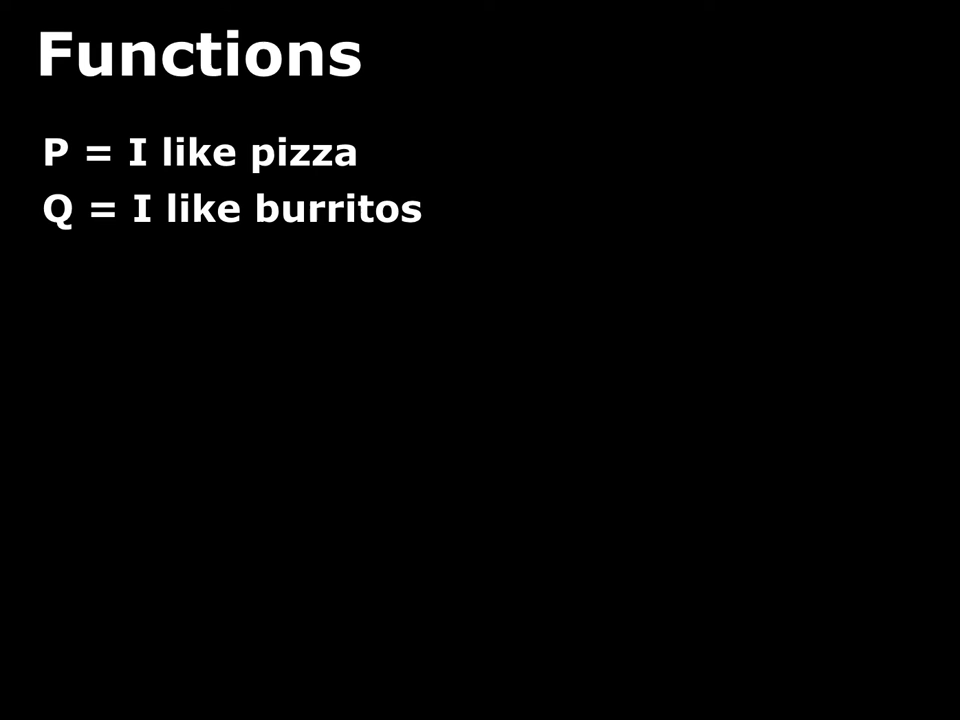 Functions
P = I like pizza
Q = I like burritos